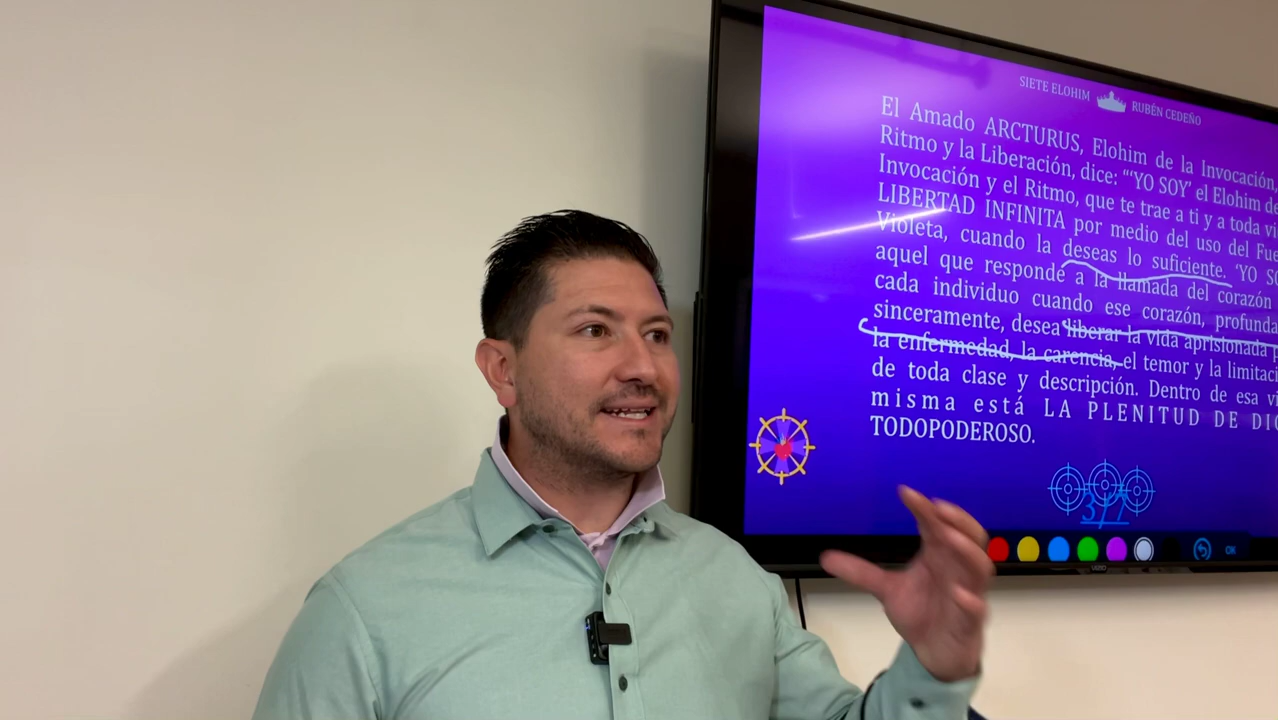 SIETE ELOHIM RUBÉN CEDEÑO
El Amado ARCTURUS, Elohim de la Invocación,
Ritmo y la Liberación, dice: “‘YO SOY’ el Elohim de
Invocación y el Ritmo, que te trae a ti y a toda
LIBERTAD INFINITA por medio del uso del
Violeta, cuando la deseas lo suficiente. ‘YO
aquel que responde a la llamada del corazón
cada individuo cuando ese corazón,
sinceramente, desea liberar la vida aprisionada
la enfermedad, la carencia, el temor y la
de toda clase y descripción. Dentro de esa
misma está LA PLENITUD DE
TODOPODEROSO.
377
OK
VIZIO